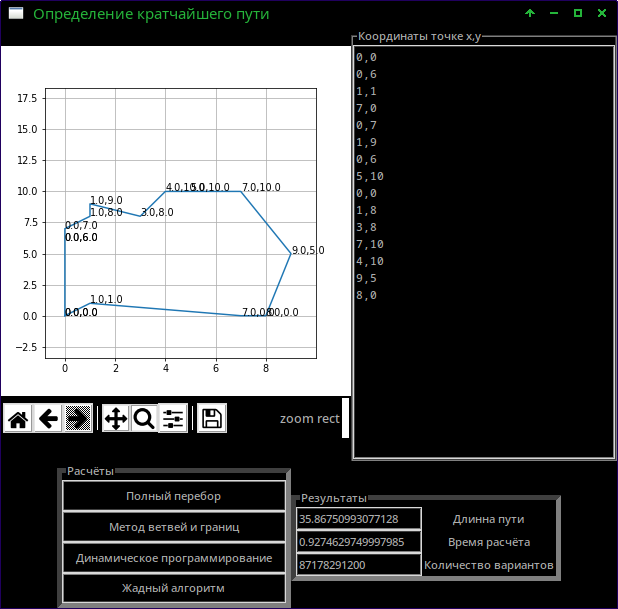 Определение кратчайшего пути
Координаты точке x,y
0,0
0,6
1,1
7,0
0,7
1,9
0,6
5,10
0,0
1,8
3,8
7,10
4,10
9,5
8,0
17.5
15.0
12.5
10.0
7.5
5.0
2.5
0.0
−2.5
0 2 4 6 8
4.0,10.0 5.0,10.0 7.0,10.0
1.0,9.0
1.0,8.0 3.0,8.0
0.0,7.0
0.0,6.0
9.0,5.0
1.0,1.0
0.0,0.0 7.0,0.0 8.0,0.0
zoom rect
Расчёты
Полный перебор
Метод ветвей и границ
Динамическое программирование
Жадный алгоритм
Результаты
35.86750993077128 Длинна пути
0.9274629749997985 Время расчёта
87178291200 Количество вариантов